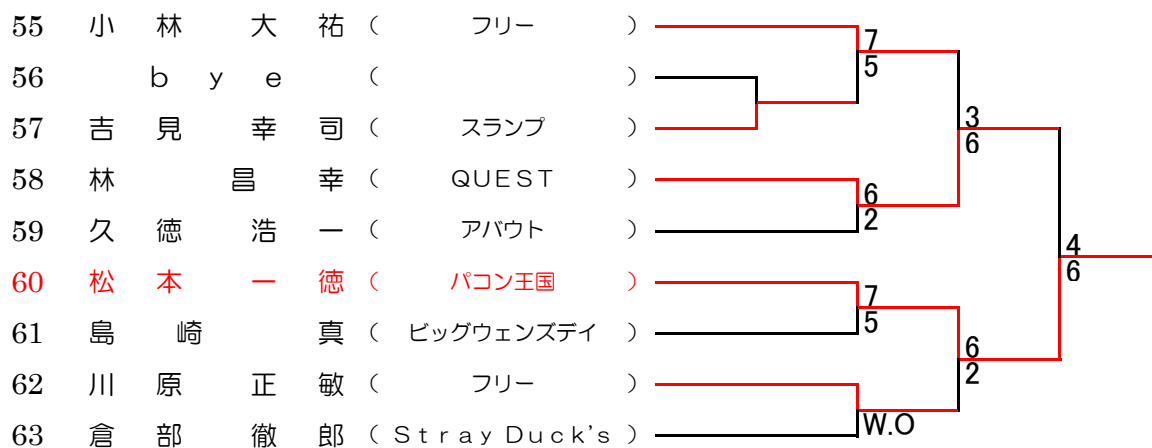 55 小林 大祐 ( フリー ) 7
56 bye ( ) 5
57 吉見 幸司 ( スランプ ) 3 6
58 林 昌幸 ( QUEST ) 6
59 久徳 浩一 ( アバウト ) 2 4
60 松本 一徳 ( パコン王国 ) 7 6
61 島崎 真 ( ビッグウェンズデイ ) 5 6
62 川原 正敏 ( フリー ) 2
63 倉部 徹郎 ( Stray Duck's ) W.O